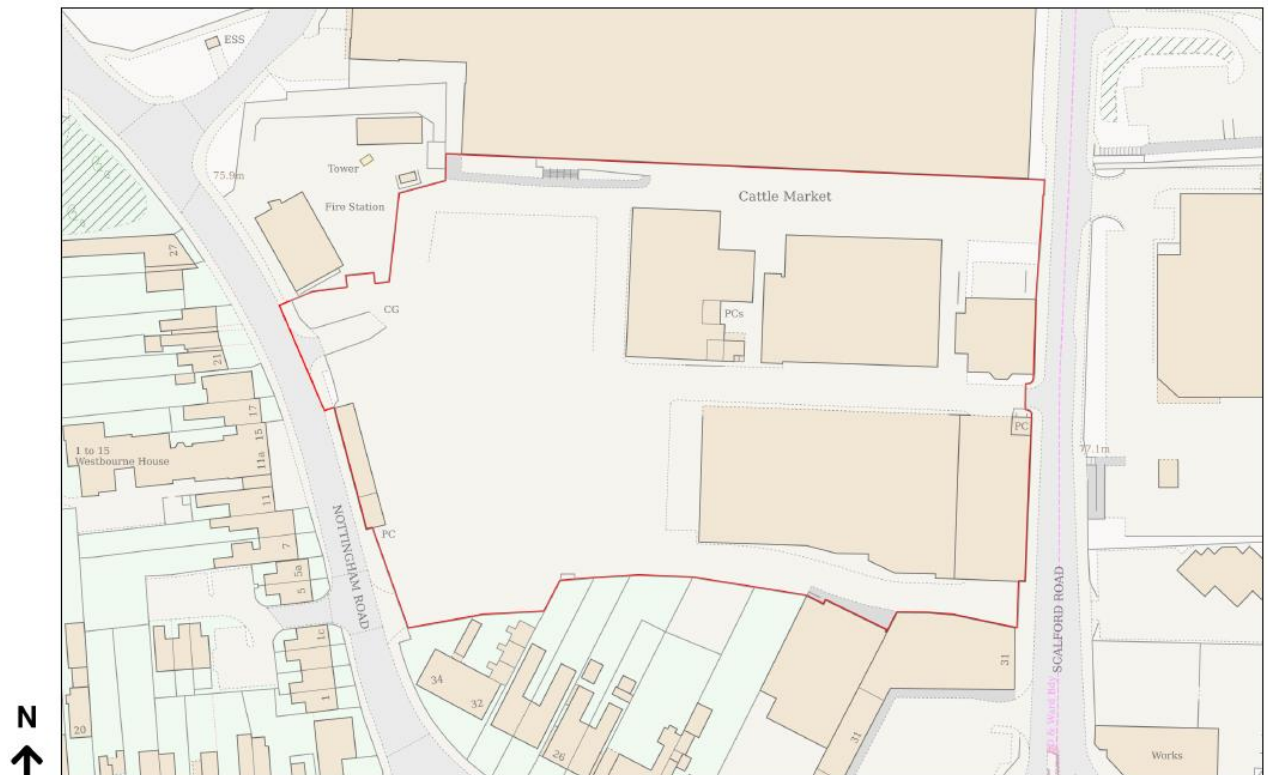 ESS
75.9m
Tower
Fire Station
Cattle Market
27
CG
PCs
21
17
15
1 to 15
Westbourne House
11a
PC
77.1m
11
NOTTINGHAM ROAD
PC
7
5a
5
1c
1
SCALFORD ROAD
34
32
31
31
20
26
& Ward Bdy
Works
N